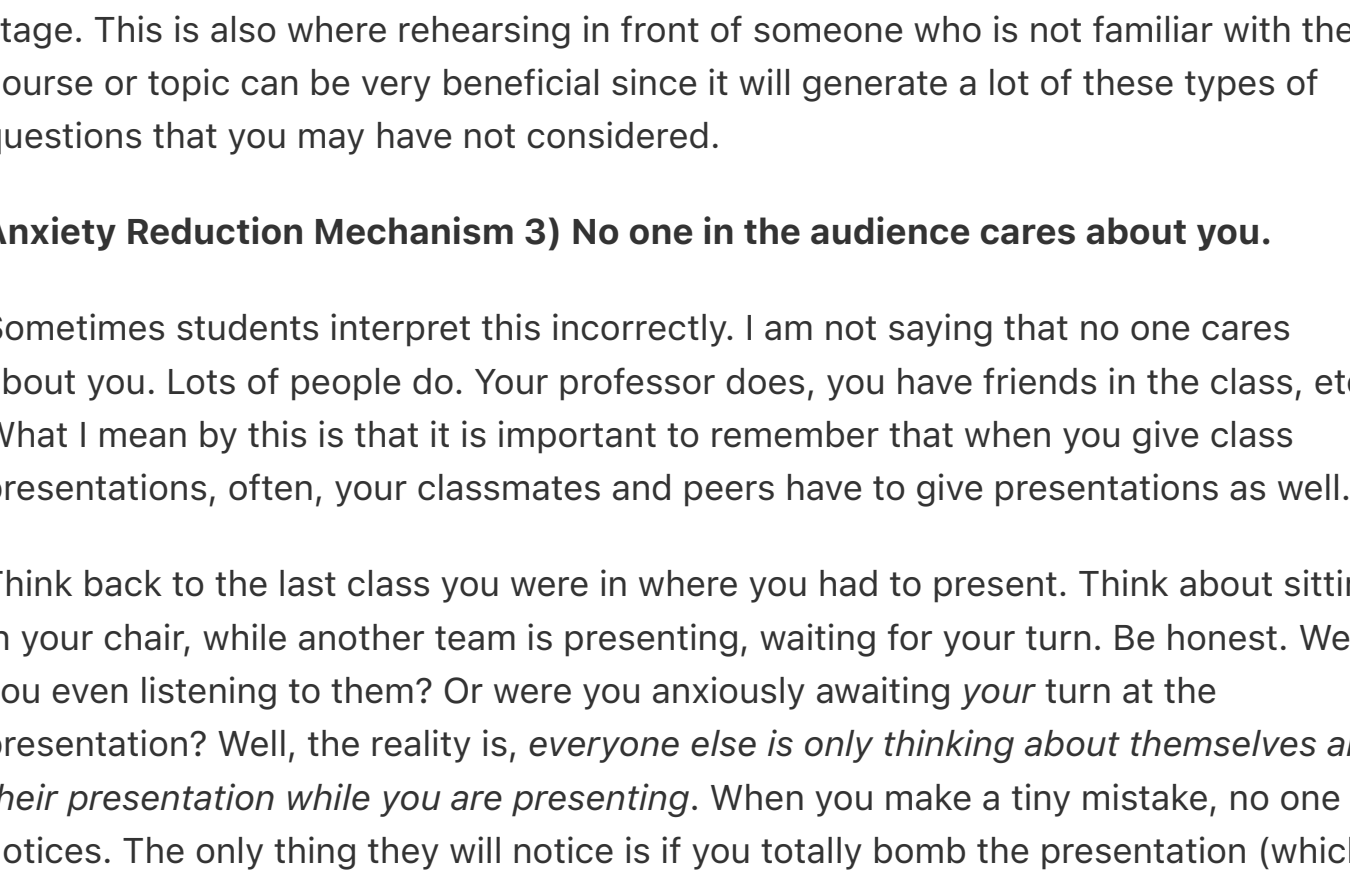 tage. This is also where rehearsing in front of someone who is not familiar with the
ourse or topic can be very beneficial since it will generate a lot of these types of
uestions that you may have not considered.
Anxiety Reduction Mechanism 3) No one in the audience cares about you.
Sometimes students interpret this incorrectly. I am not saying that no one cares
bout you. Lots of people do. Your professor does, you have friends in the class, etc
What I mean by this is that it is important to remember that when you give class
presentations, often, your classmates and peers have to give presentations as well.
Think back to the last class you were in where you had to present. Think about sittin
n your chair, while another team is presenting, waiting for your turn. Be honest. We
ou even listening to them? Or were you anxiously awaiting your turn at the
presentation? Well, the reality is, everyone else is only thinking about themselves a
heir presentation while you are presenting. When you make a tiny mistake, no one
otices. The only thing they will notice is if you totally bomb the presentation (which